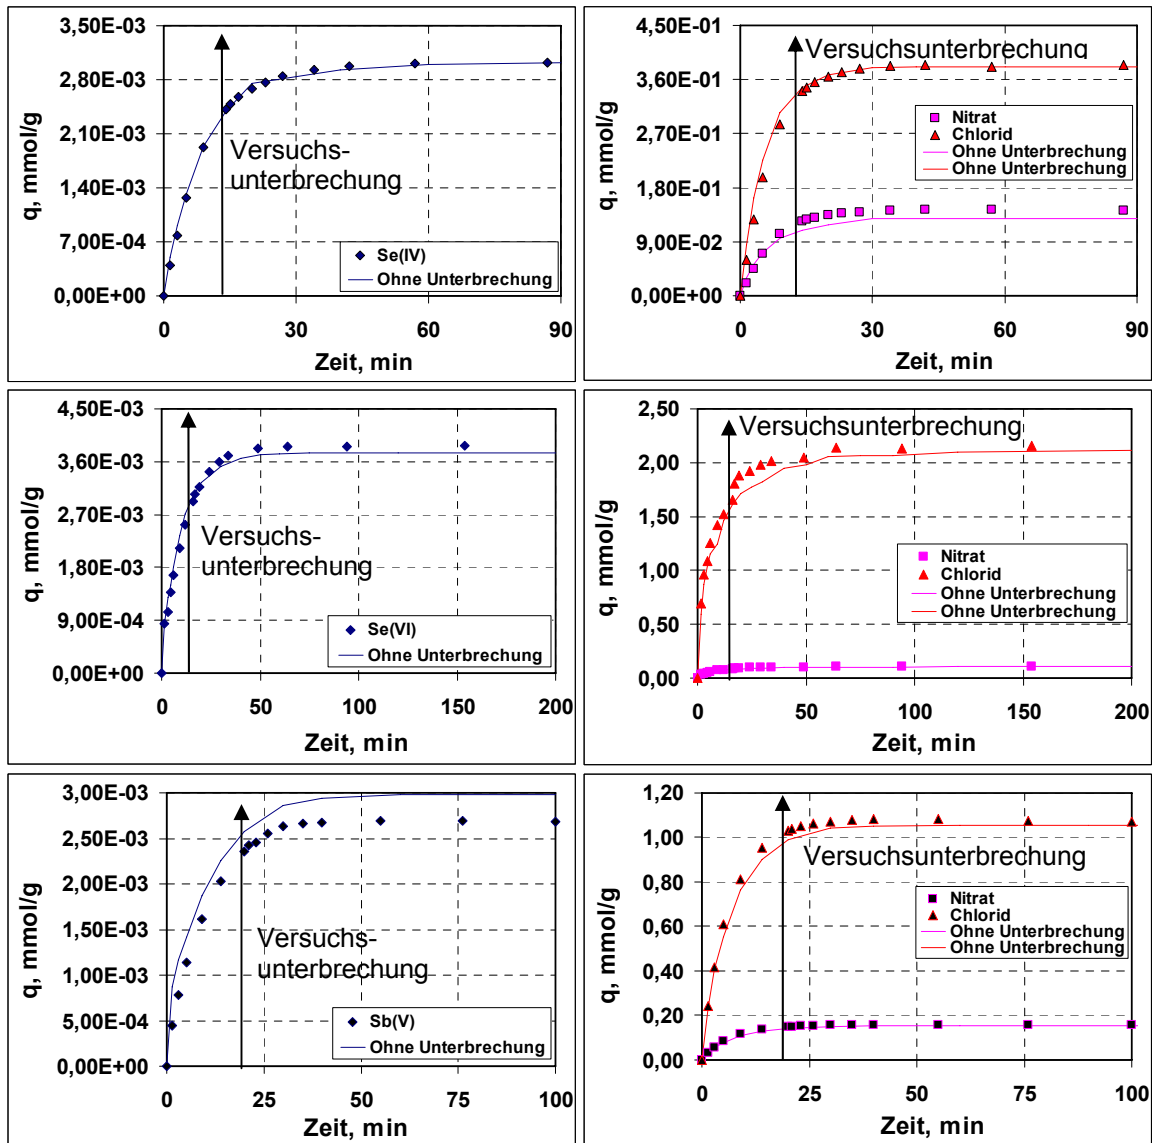 3,50E-03
2,80E-03
2,10E-03
1,40E-03
7,00E-04
0,00E+00
q, mmol/g
Versuchs-
unterbrechung
Se(IV)
Ohne Unterbrechung
0 30 60 90
Zeit, min
4,50E-01
3,60E-01
2,70E-01
1,80E-01
9,00E-02
0,00E+00
q, mmol/g
Versuchsunterbrechung
Nitrat
Chlorid
Ohne Unterbrechung
Ohne Unterbrechung
0 30 60 90
Zeit, min
4,50E-03
3,60E-03
2,70E-03
1,80E-03
9,00E-04
0,00E+00
q, mmol/g
Versuchs-
unterbrechung
Se(VI)
Ohne Unterbrechung
0 50 100 150 200
Zeit, min
2,50
2,00
1,50
1,00
0,50
0,00
q, mmol/g
Versuchsunterbrechung
Nitrat
Chlorid
Ohne Unterbrechung
Ohne Unterbrechung
0 50 100 150 200
Zeit, min
3,00E-03
2,50E-03
2,00E-03
1,50E-03
1,00E-03
5,00E-04
0,00E+00
q, mmol/g
Versuchs-
unterbrechung
Sb(V)
Ohne Unterbrechung
0 25 50 75 100
Zeit, min
1,20
1,00
0,80
0,60
0,40
0,20
0,00
q, mmol/g
Versuchsunterbrechung
Nitrat
Chlorid
Ohne Unterbrechung
Ohne Unterbrechung
0 25 50 75 100
Zeit, min